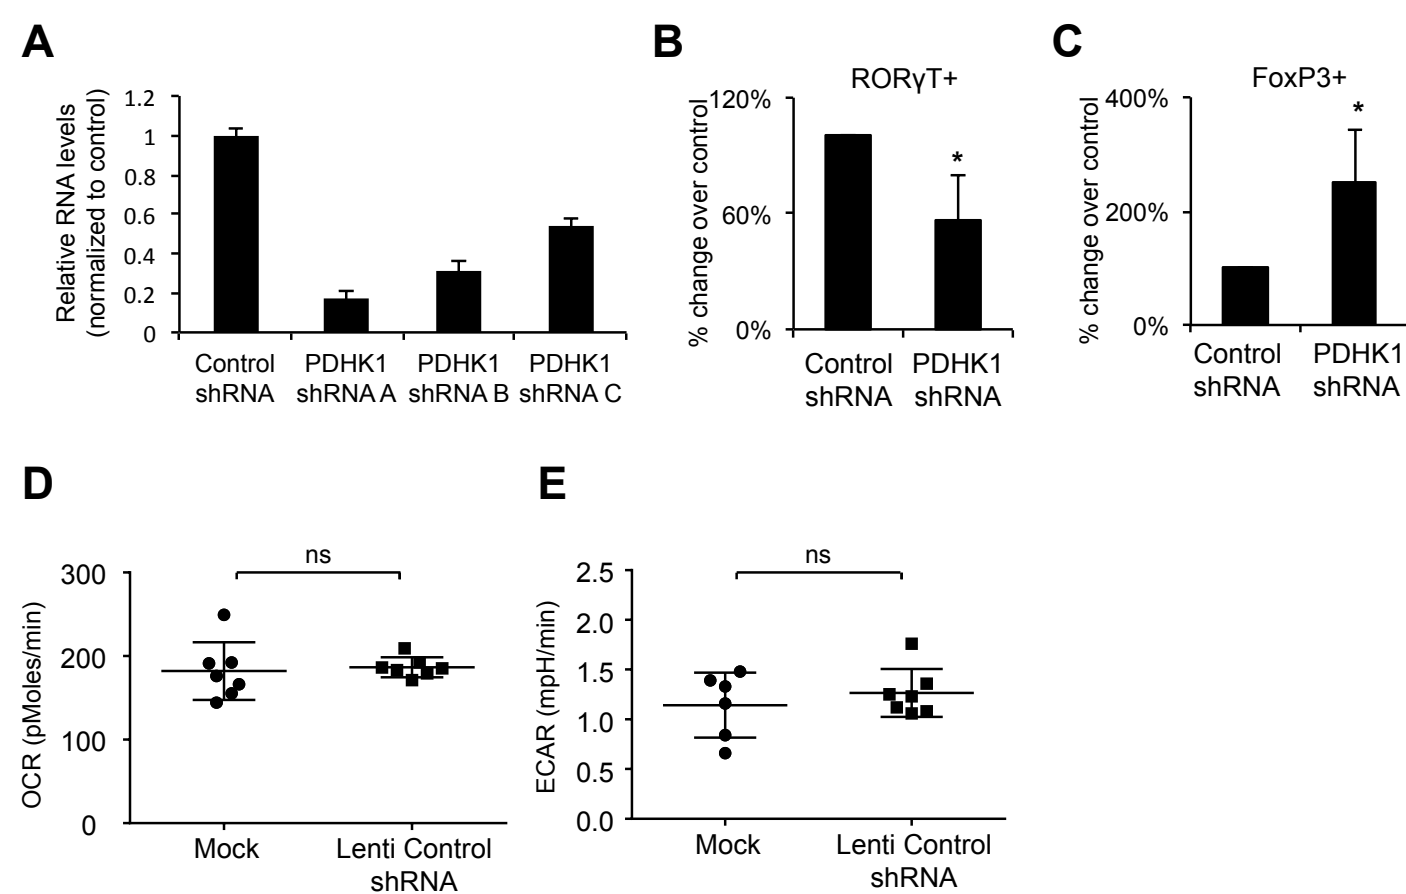 A
Relative RNA levels
(normalized to control)
1.2
1
0.8
0.6
0.4
0.2
0
Control
shRNA
PDHK1
shRNA A
PDHK1
shRNA B
PDHK1
shRNA C
B
RORγT+
% change over control
120%
60%
0%
*
Control
shRNA
PDHK1
shRNA
C
FoxP3+
% change over control
400%
200%
0%
*
Control
shRNA
PDHK1
shRNA
D
OCR (pMoles/min)
300
200
100
0
ns
Mock
Lenti Control
shRNA
E
ECAR (mpH/min)
2.5
2.0
1.5
1.0
0.5
0.0
ns
Mock
Lenti Control
shRNA